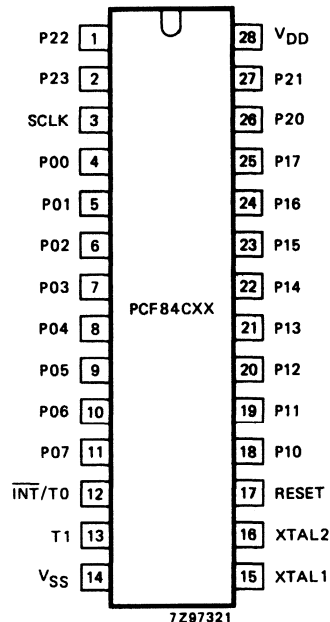 P22 1 28 VDD
P23 2 27 P21
SCLK 3 26 P20
P00 4 25 P17
P01 5 24 P16
P02 6 23 P15
P03 7 22 P14
PCF84CXX
P04 8 21 P13
P05 9 20 P12
P06 10 19 P11
P07 11 18 P10
INT/T0 12 17 RESET
T1 13 16 XTAL2
VSS 14 15 XTAL1
7Z97321